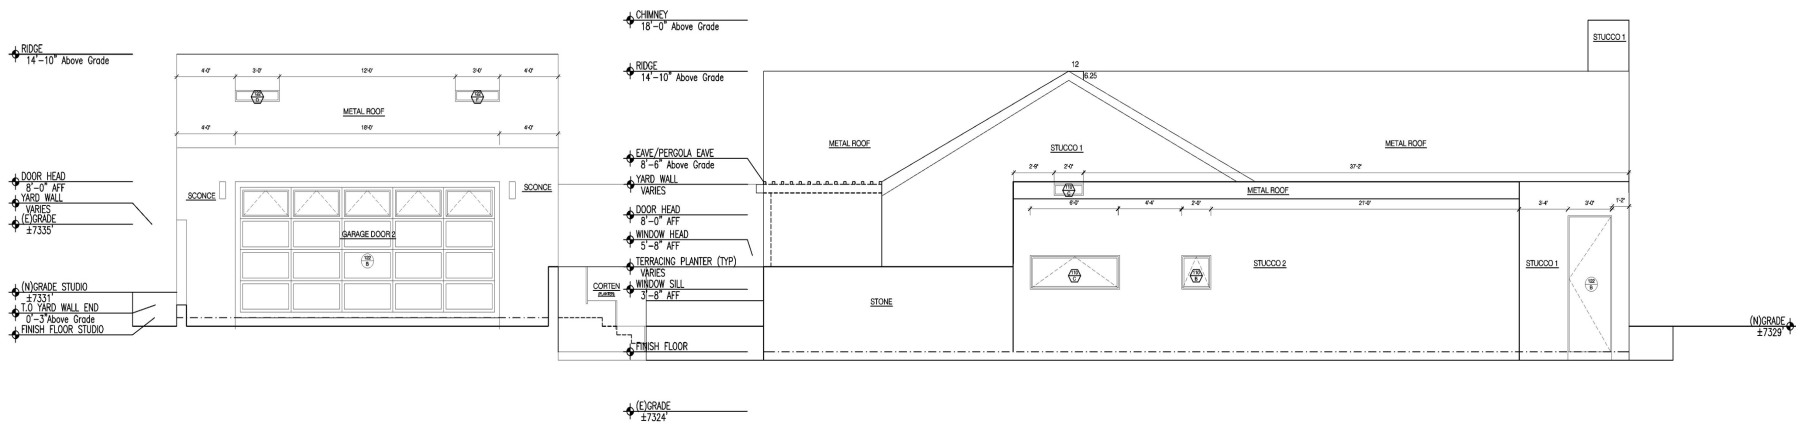 RIDGE
14'-10" Above Grade
DOOR HEAD
8'-0" AFF
YARD WALL
VARIES
(E)GRADE
±7335'
(N)GRADE STUDIO
±7331'
T.O YARD WALL END
0'-3"Above Grade
FINISH FLOOR STUDIO
4'-0"
3'-0"
12'-0"
3'-0"
4'-0"
METAL ROOF
4'-0"
18'-0"
4'-0"
SCONCE
SCONCE
GARAGE DOOR 2
102
B
CORTEN
CHIMNEY
18'-0" Above Grade
RIDGE
14'-10" Above Grade
EAVE/PERGOLA EAVE
8'-6" Above Grade
YARD WALL
VARIES
DOOR HEAD
8'-0" AFF
WINDOW HEAD
5'-8" AFF
TERRACING PLANTER (TYP)
VARIES
WINDOW SILL
3'-8" AFF
FINISH FLOOR
(E)GRADE
±7324'
STUCCO 1
12
6.25
METAL ROOF
STUCCO 1
METAL ROOF
2'-9"
2'-0"
37'-2"
METAL ROOF
6'-0"
4'-4"
2'-0"
21'-0"
3'-4"
3'-0"
1'-0"
STUCCO 2
STUCCO 1
STONE
110
C
102
B
(N)GRADE
±7329'